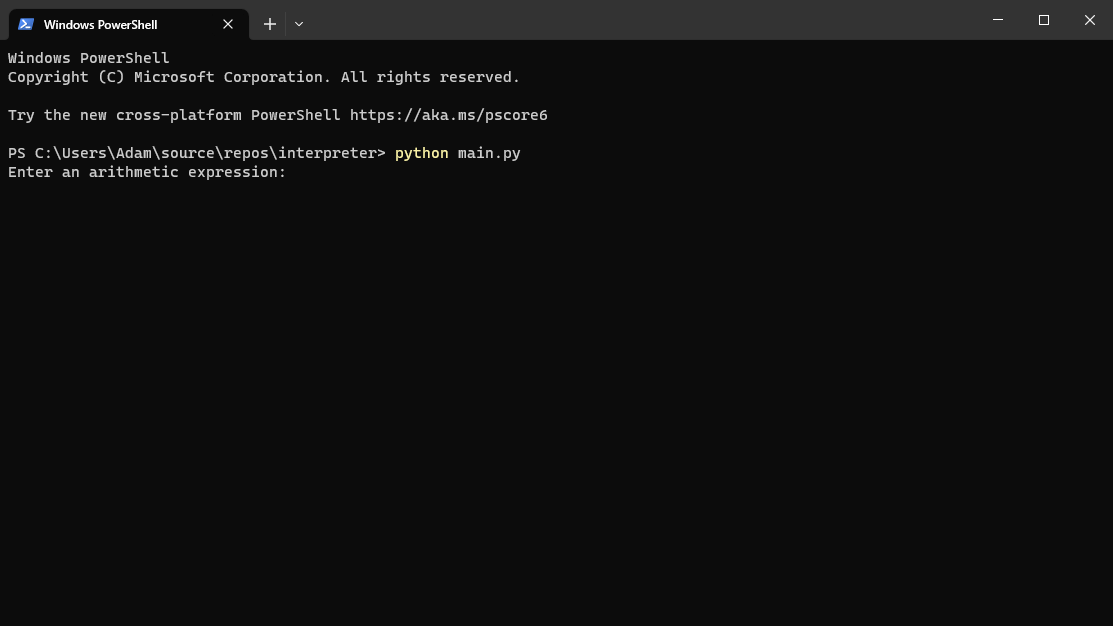 Windows PowerShell
Windows PowerShell
Copyright (C) Microsoft Corporation. All rights reserved.
Try the new cross-platform PowerShell https://aka.ms/pscore6
PS C:\Users\Adam\source\repos\interpreter> python main.py
Enter an arithmetic expression: